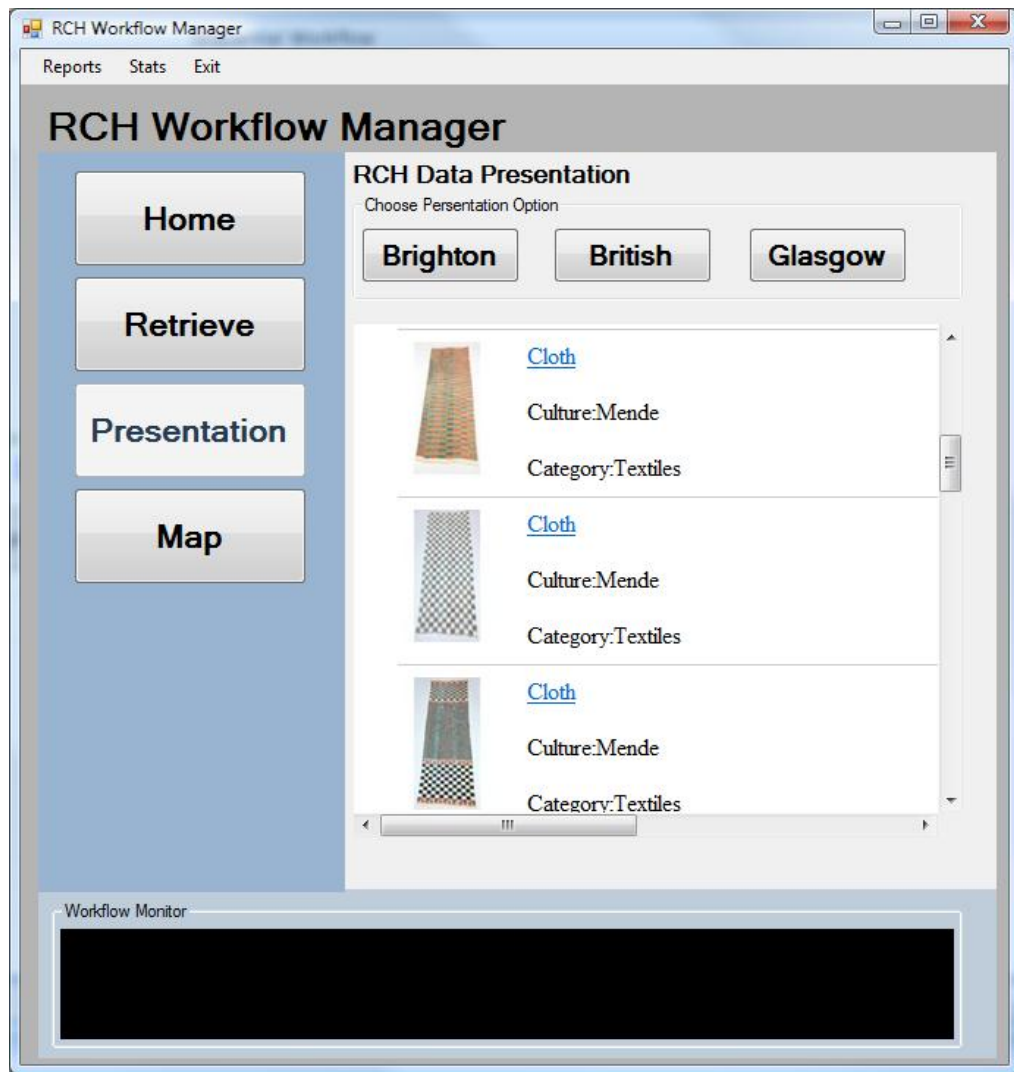 RCH Workflow Manager
Reports Stats Exit
RCH Workflow Manager
Home
Retrieve
Presentation
Map
RCH Data Presentation
Choose Persentation Option
Brighton British Glasgow
Cloth
Culture:Mende
Category:Textiles
Cloth
Culture:Mende
Category:Textiles
Cloth
Culture:Mende
Category:Textiles
Workflow Monitor